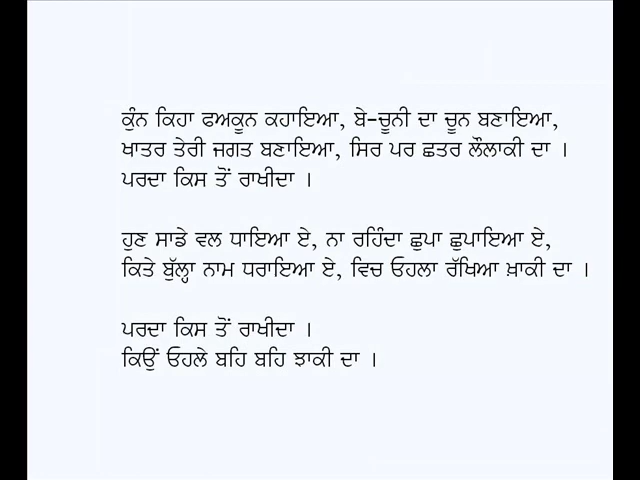 ਕੁੰਨ ਕਿਹਾ ਫਅਕੂਨ ਕਹਾਇਆ, ਬੇ-ਚੂਨੀ ਦਾ ਚੂਨ ਬਣਾਇਆ,
ਖਾਤਰ ਤੇਰੀ ਜਗਤ ਬਣਾਇਆ, ਸਿਰ ਪਰ ਛਤਰ ਲੌਲਾਕੀ ਦਾ ।
ਪਰਦਾ ਕਿਸ ਤੋਂ ਰਾਖੀਦਾ ।
ਹੁਣ ਸਾਡੇ ਵਲ ਧਾਇਆ ਏ, ਨਾ ਰਹਿੰਦਾ ਛੁਪਾ ਛੁਪਾਇਆ ਏ,
ਕਿਤੇ ਬੁੱਲ੍ਹਾ ਨਾਮ ਧਰਾਇਆ ਏ, ਵਿਚ ਓਹਲਾ ਰੱਖਿਆ ਖ਼ਾਕੀ ਦਾ ।
ਪਰਦਾ ਕਿਸ ਤੋਂ ਰਾਖੀਦਾ ।
ਕਿਉਂ ਓਹਲੇ ਬਹਿ ਬਹਿ ਝਾਕੀ ਦਾ ।